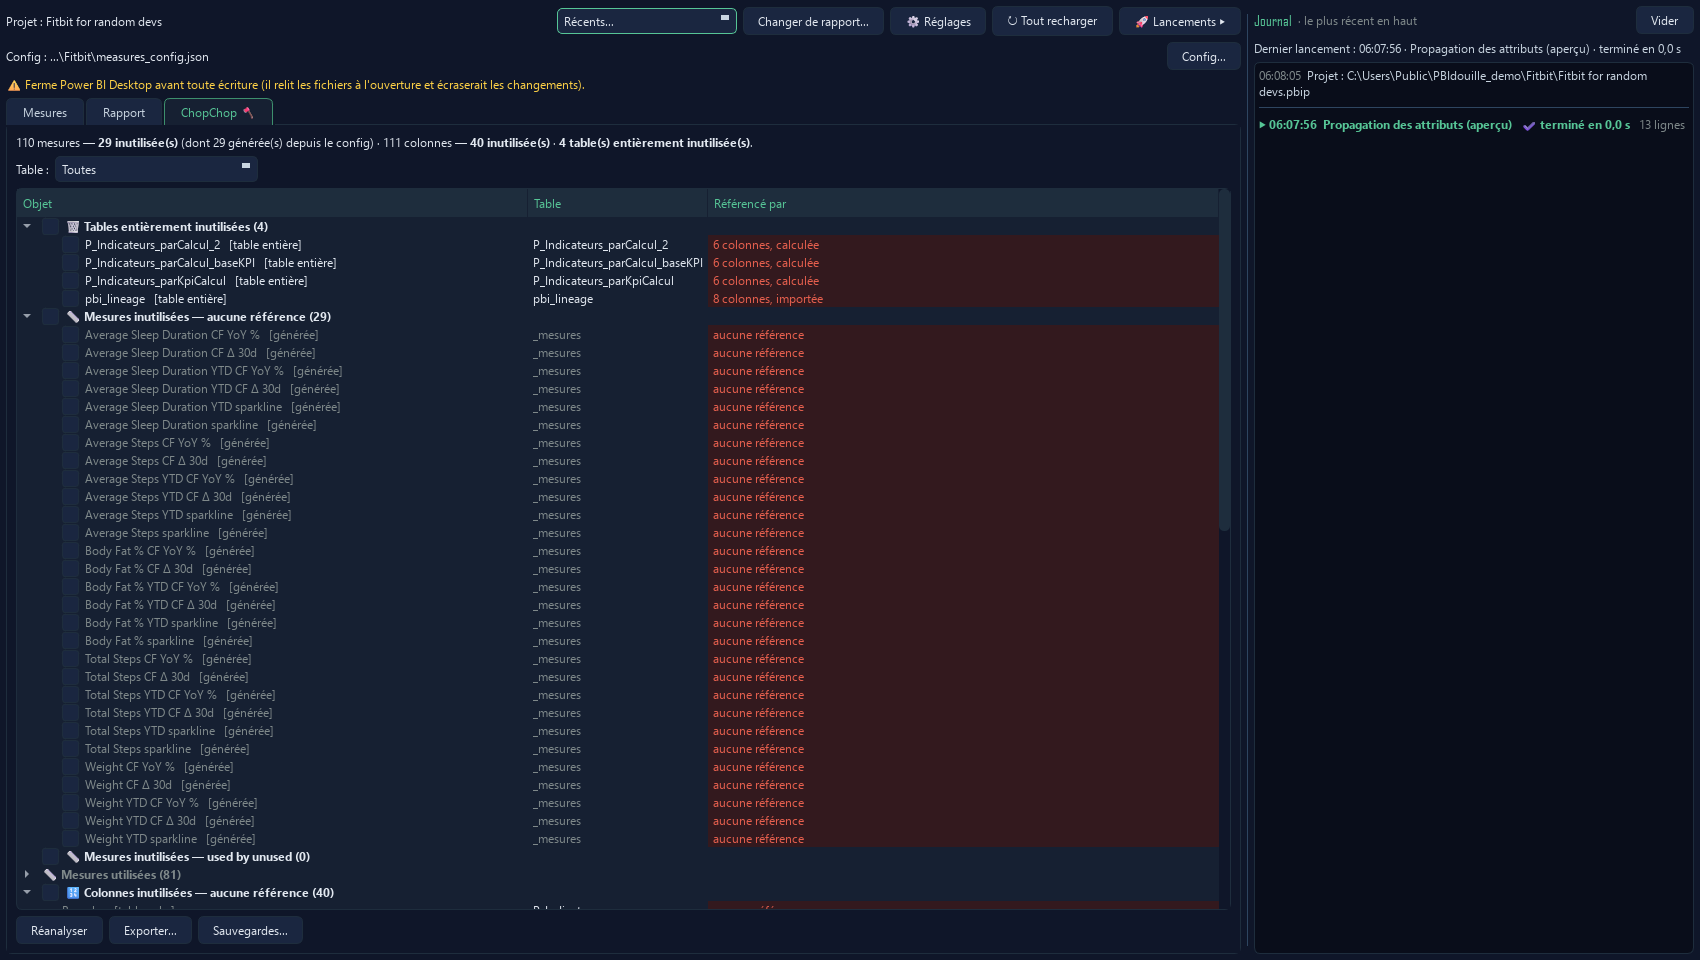 Projet : Fitbit for random devs
Récents...
Changer de rapport...
Réglages
Tout recharger
Lancements
Config : ...\Fitbit\measures_config.json
Config...
Ferme Power BI Desktop avant toute écriture (il relit les fichiers à l'ouverture et écraserait les changements).
Mesures
Rapport
ChopChop
110 mesures — 29 inutilisée(s) (dont 29 générée(s) depuis le config) · 111 colonnes — 40 inutilisé(s) · 4 table(s) entièrement inutilisée(s).
Table :
Toutes
Objet Table Référencé par
Tables entièrement inutilisées (4)
P_Indicateurs_parCalcul_2 [table entière] P_Indicateurs_parCalcul_2 6 colonnes, calculée
P_Indicateurs_parCalcul_baseKPI [table entière] P_Indicateurs_parCalcul_baseKPI 6 colonnes, calculée
P_Indicateurs_parKpiCalcul [table entière] P_Indicateurs_parKpiCalcul 6 colonnes, calculée
pbi_lineage [table entière] pbi_lineage 8 colonnes, importée
Mesures inutilisées — aucune référence (29)
Average Sleep Duration CF YoY % [générée] _mesures aucune référence
Average Sleep Duration CF Δ 30d [générée] _mesures aucune référence
Average Sleep Duration YTD CF YoY % [générée] _mesures aucune référence
Average Sleep Duration YTD CF Δ 30d [générée] _mesures aucune référence
Average Sleep Duration YTD sparkline [générée] _mesures aucune référence
Average Sleep Duration sparkline [générée] _mesures aucune référence
Average Steps CF YoY % [générée] _mesures aucune référence
Average Steps CF Δ 30d [générée] _mesures aucune référence
Average Steps YTD CF YoY % [générée] _mesures aucune référence
Average Steps YTD CF Δ 30d [générée] _mesures aucune référence
Average Steps YTD sparkline [générée] _mesures aucune référence
Average Steps sparkline [générée] _mesures aucune référence
Body Fat % CF YoY % [générée] _mesures aucune référence
Body Fat % CF Δ 30d [générée] _mesures aucune référence
Body Fat % YTD CF YoY % [générée] _mesures aucune référence
Body Fat % YTD CF Δ 30d [générée] _mesures aucune référence
Body Fat % YTD sparkline [générée] _mesures aucune référence
Body Fat % sparkline [générée] _mesures aucune référence
Total Steps CF YoY % [générée] _mesures aucune référence
Total Steps CF Δ 30d [générée] _mesures aucune référence
Total Steps YTD CF YoY % [générée] _mesures aucune référence
Total Steps YTD CF Δ 30d [générée] _mesures aucune référence
Total Steps YTD sparkline [générée] _mesures aucune référence
Total Steps sparkline [générée] _mesures aucune référence
Weight CF YoY % [générée] _mesures aucune référence
Weight CF Δ 30d [générée] _mesures aucune référence
Weight YTD CF YoY % [générée] _mesures aucune référence
Weight YTD CF Δ 30d [générée] _mesures aucune référence
Weight YTD sparkline [générée] _mesures aucune référence
Mesures inutilisées — used by unused (0)
Mesures utilisées (81)
Colonnes inutilisées — aucune référence (40)
Réanalyser
Exporter...
Sauvegardes...
Journal · le plus récent en haut
Vider
Dernier lancement : 06:07:56 · Propagation des attributs (aperçu) · terminé en 0,0 s
06:08:05 Projet : C:\Users\Public\PBIdouille_demo\Fitbit\Fitbit for random
devs.pbip
06:07:56 Propagation des attributs (aperçu) terminé en 0,0 s 13 lignes